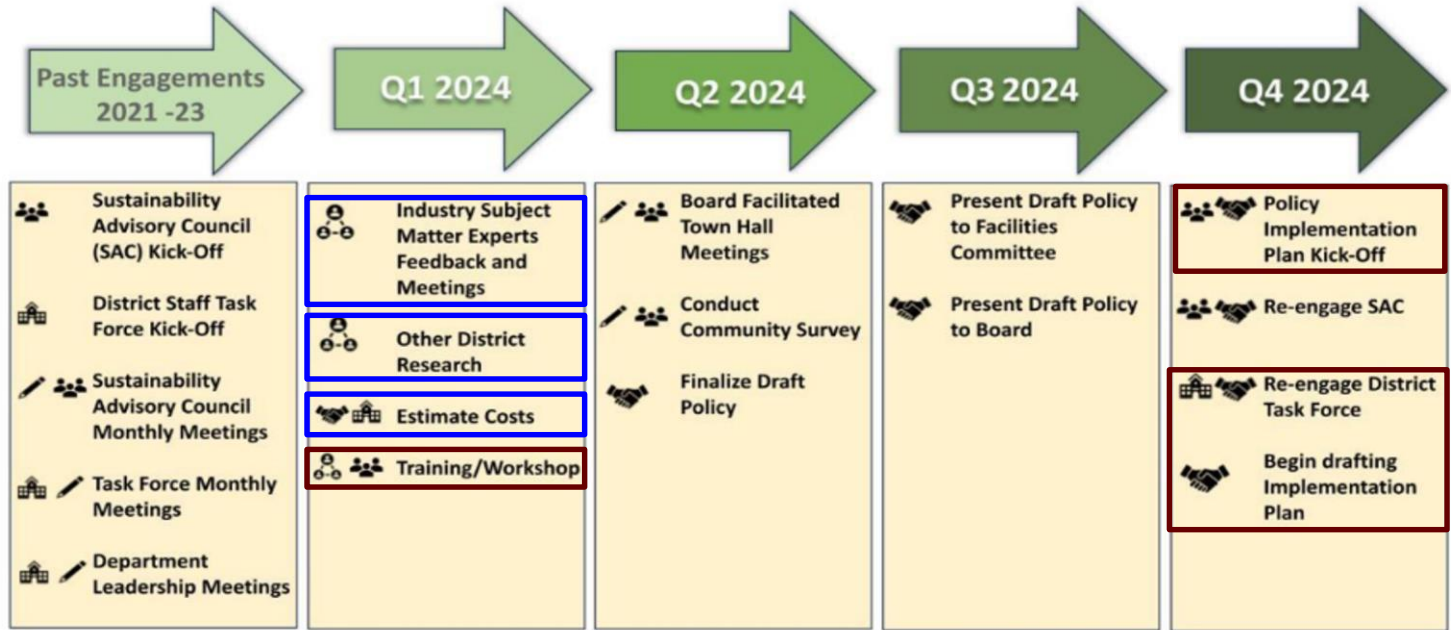 Past Engagements
2021 -23
Q1 2024
Q2 2024
Q3 2024
Q4 2024
Sustainability
Advisory Council
(SAC) Kick-Off
District Staff Task
Force Kick-Off
Sustainability
Advisory Council
Monthly Meetings
Task Force Monthly
Meetings
Department
Leadership Meetings
Industry Subject
Matter Experts
Feedback and
Meetings
Other District
Research
Estimate Costs
Training/Workshop
Board Facilitated
Town Hall
Meetings
Conduct
Community Survey
Finalize Draft
Policy
Present Draft Policy
to Facilities
Committee
Present Draft Policy
to Board
Policy
Implementation
Plan Kick-Off
Re-engage SAC
Re-engage District
Task Force
Begin drafting
Implementation
Plan